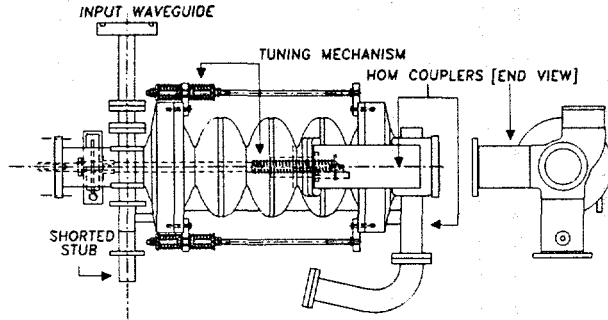 INPUT WAVEGUIDE
TUNING MECHANISM
HOM COUPLERS [END VIEW]
SHORTED
STUB